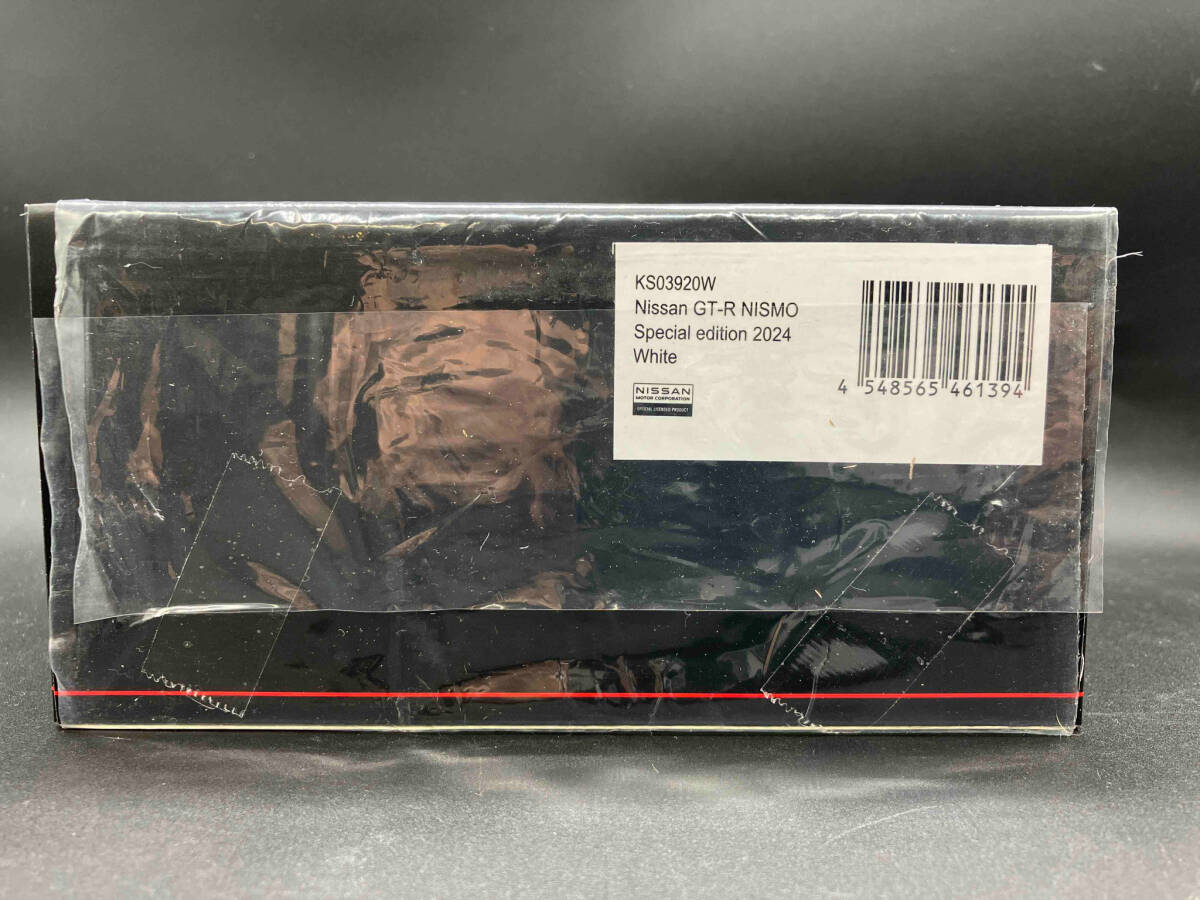 KS03920W
Nissan GT-R NISMO
Special edition 2024
White
NISSAN
MOTOR CORPORATION
OFFICIAL LICENSED PRODUCT
4 548565 461394